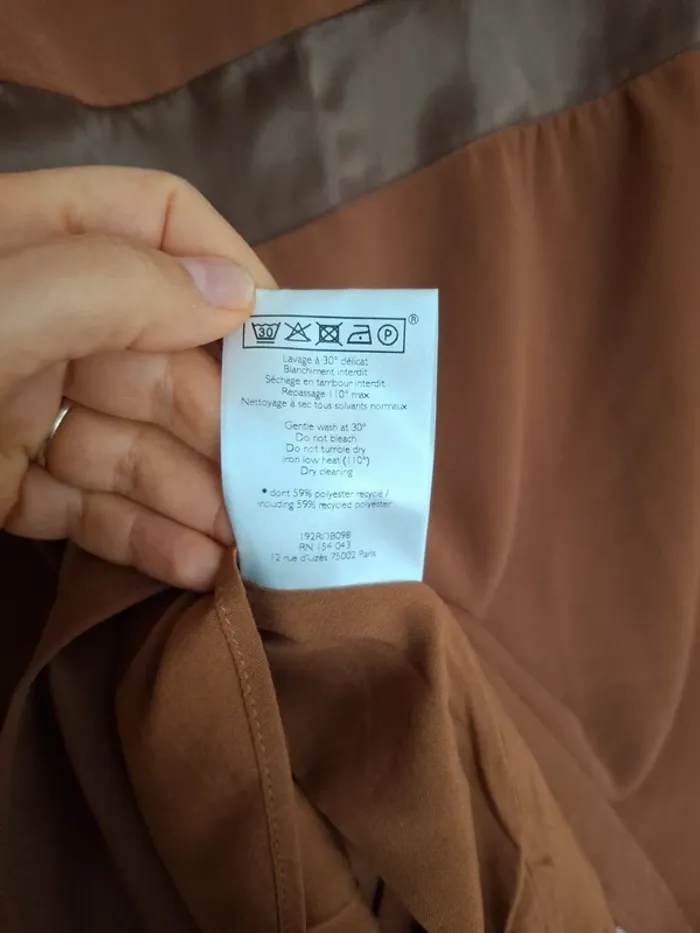 30 P ®
Lavage à 30° délicat
Blanchiment interdit
Séchage en tambour interdit
Repassage 110° max
Nettoyage à sec tous solvants normaux
Gentle wash at 30°
Do not bleach
Do not tumble dry
Iron low heat (110°)
Dry cleaning
* dont 59% polyester recyclé /
including 59% recycled polyester
192ROB098
RN 154 043
12 rue d'Uzès 75002 Paris